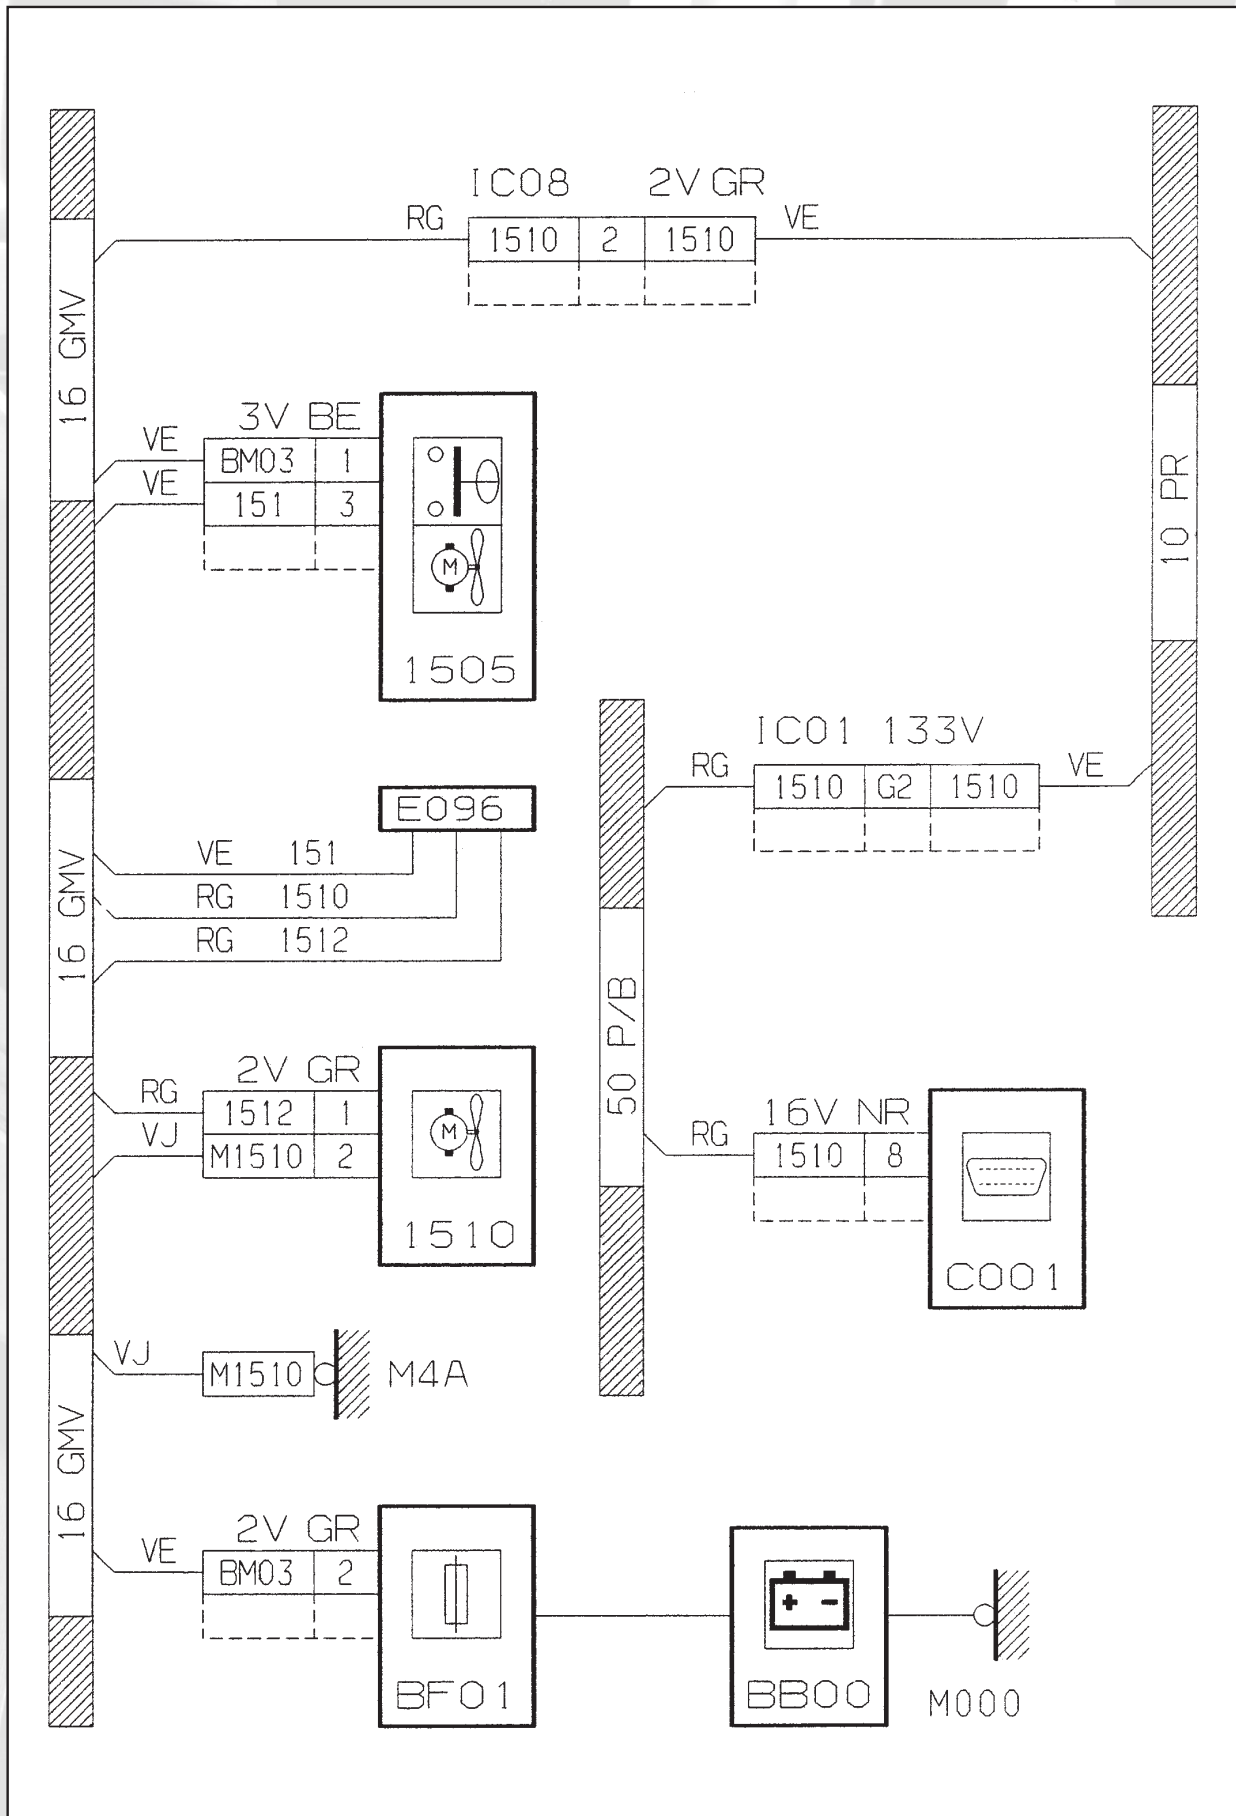 IC08 2V GR
RG 1510 2 1510 VE
16 GMV
3V BE
VE BM03 1
VE 151 3
M
1505
10 PR
IC01 133V
RG 1510 G2 1510 VE
E096
VE 151
RG 1510
RG 1512
16 GMV
50 P/B
2V GR
RG 1512 1
VJ M1510 2
M
1510
16V NR
RG 1510 8
C001
VJ M1510 M4A
16 GMV
2V GR
VE BM03 2
BF01
+ -
BB00
M000